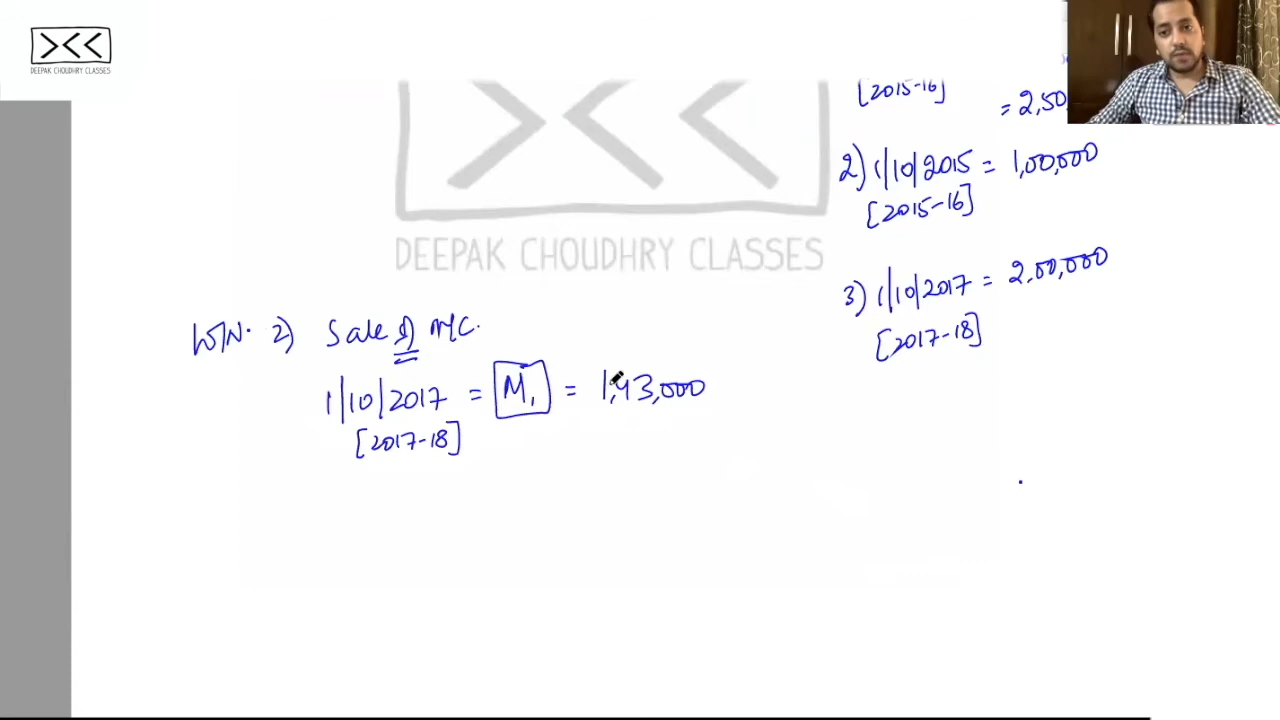 DEEPAK CHOUDHRY CLASSES
[2015-16]
= 2,50,
2) 1/10/2015 = 1,00,000
[2015-16]
DEEPAK CHOUDHRY CLASSES
3) 1/10/2017 = 2,00,000
[2017-18]
W/N. 2) Sale of M/C.
1/10/2017 = M1 = 1,43,000
[2017-18]